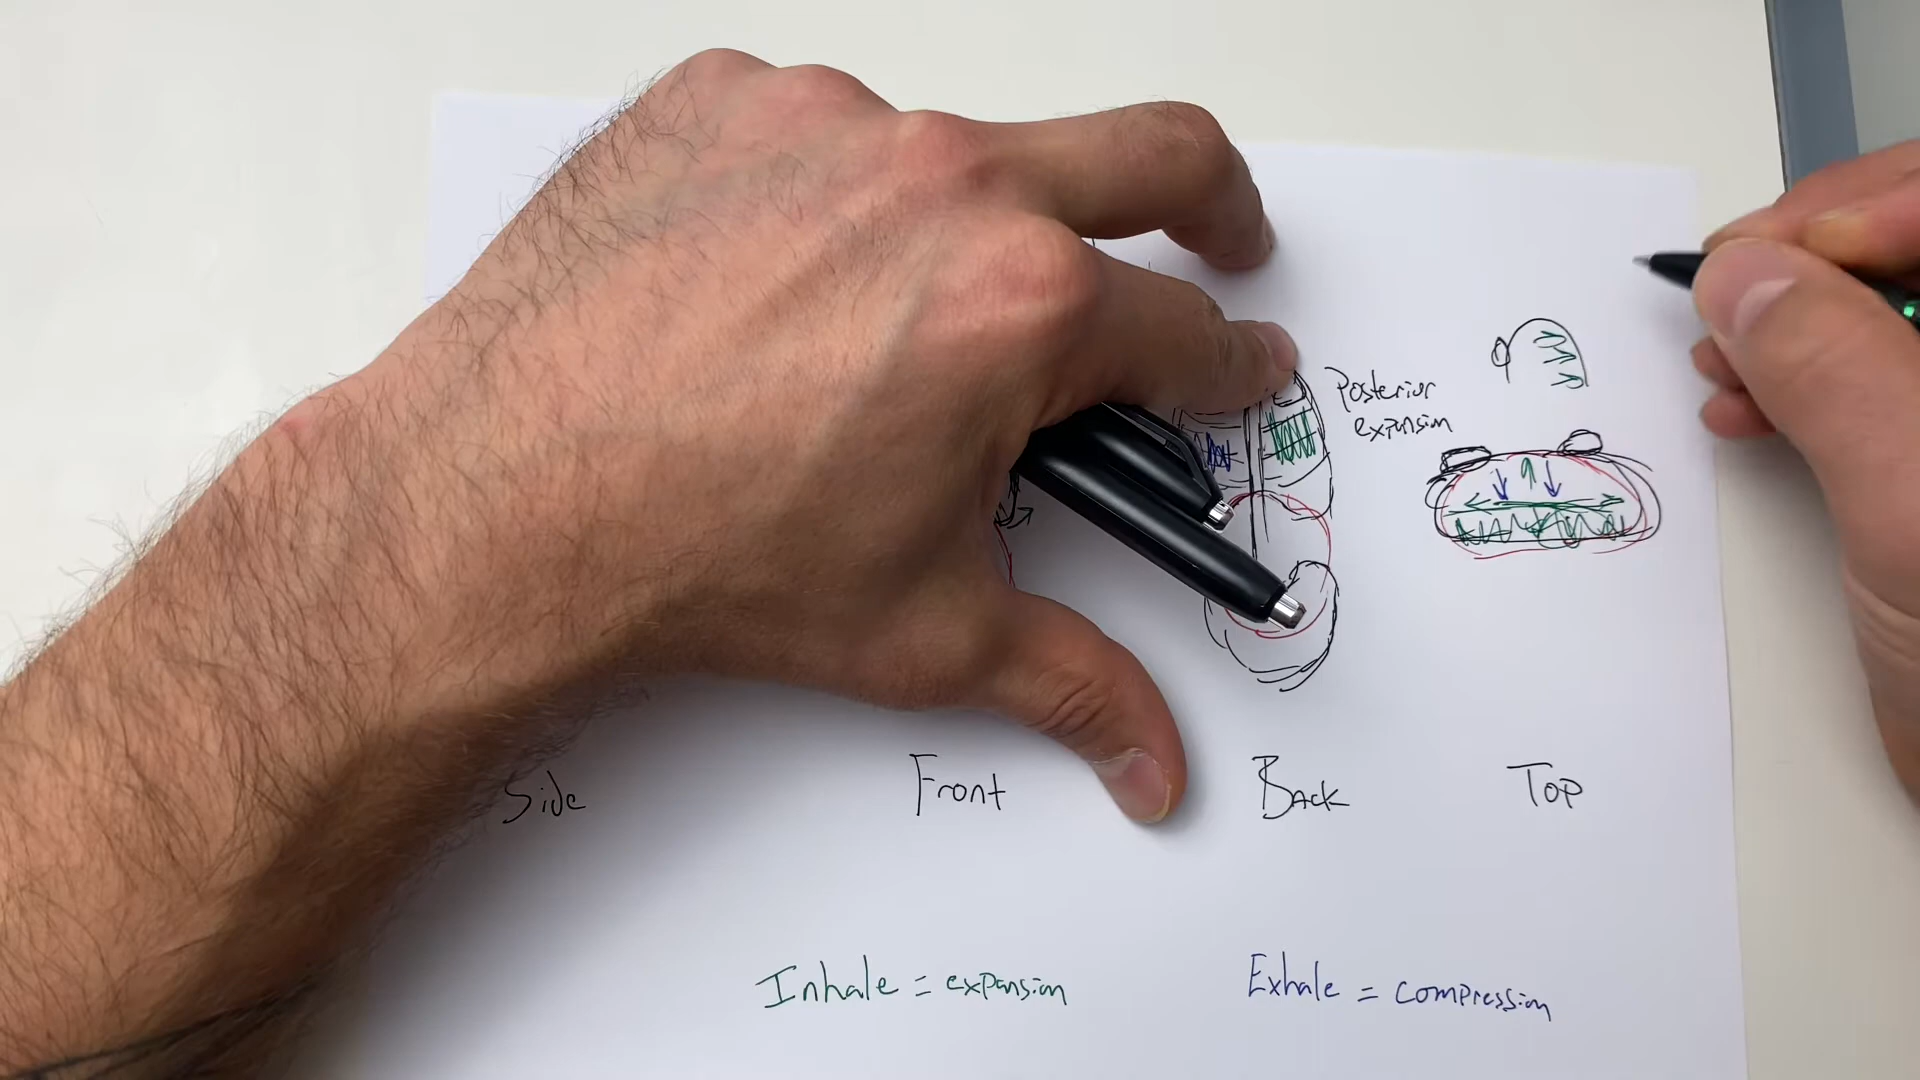 Posterior
expansion
Side
Front
Back
Top
Inhale = expansion
Exhale = compression